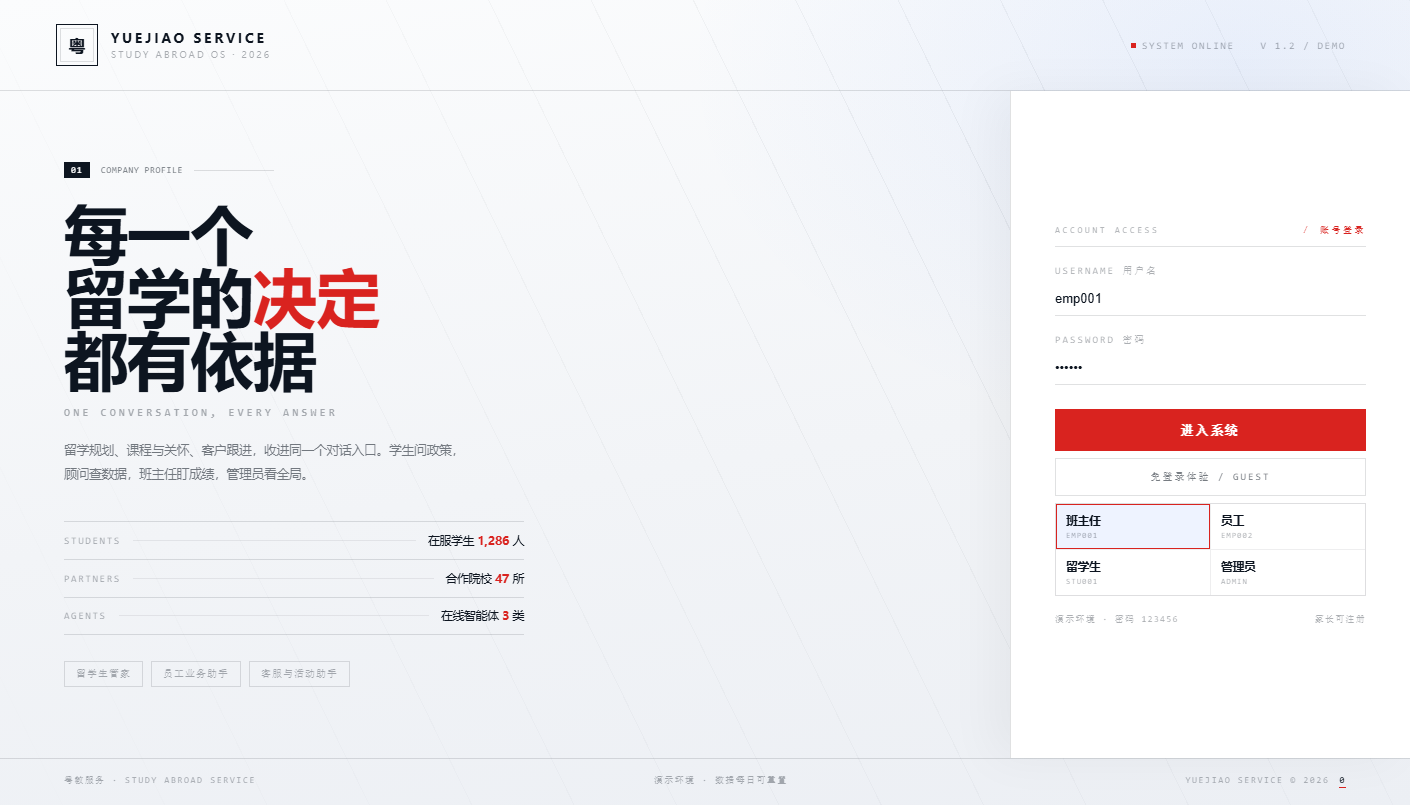 粤
YUEJIAO SERVICE
STUDY ABROAD OS · 2026
SYSTEM ONLINE
V 1.2 / DEMO
01 COMPANY PROFILE
每一个
留学的决定
都有依据
ONE CONVERSATION, EVERY ANSWER
留学规划、课程与关怀、客户跟进，收进同一个对话入口。学生问政策，
顾问查数据，班主任盯成绩，管理员看全局。
STUDENTS 在服学生 1,286 人
PARTNERS 合作院校 47 所
AGENTS 在线智能体 3 类
留学生管家 员工业务助手 客服与活动助手
ACCOUNT ACCESS / 账号登录
USERNAME 用户名
emp001
PASSWORD 密码
••••••
进入系统
免登录体验 / GUEST
班主任
EMP001
员工
EMP002
留学生
STU001
管理员
ADMIN
演示环境 · 密码 123456 家长可注册
粤教服务 · STUDY ABROAD SERVICE
演示环境 · 数据每日可重置
YUEJIAO SERVICE © 2026 0